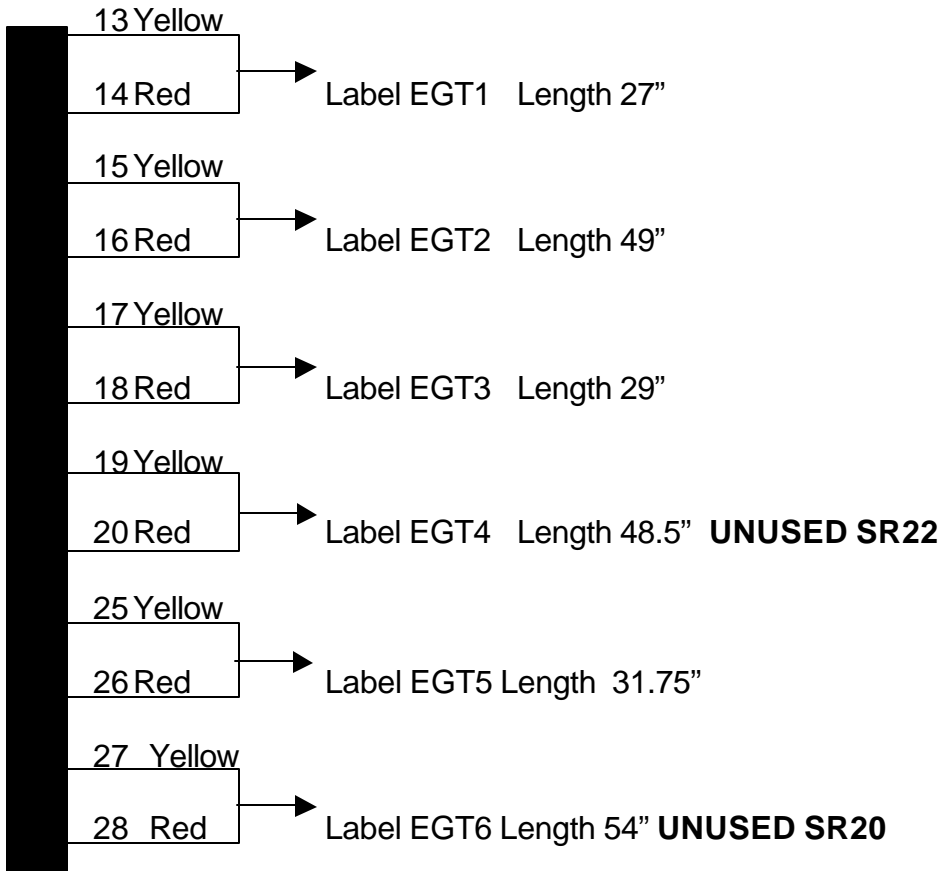 13 Yellow
14 Red Label EGT1 Length 27”
15 Yellow
16 Red Label EGT2 Length 49”
17 Yellow
18 Red Label EGT3 Length 29”
19 Yellow
20 Red Label EGT4 Length 48.5” UNUSED SR22
25 Yellow
26 Red Label EGT5 Length 31.75”
27 Yellow
28 Red Label EGT6 Length 54” UNUSED SR20